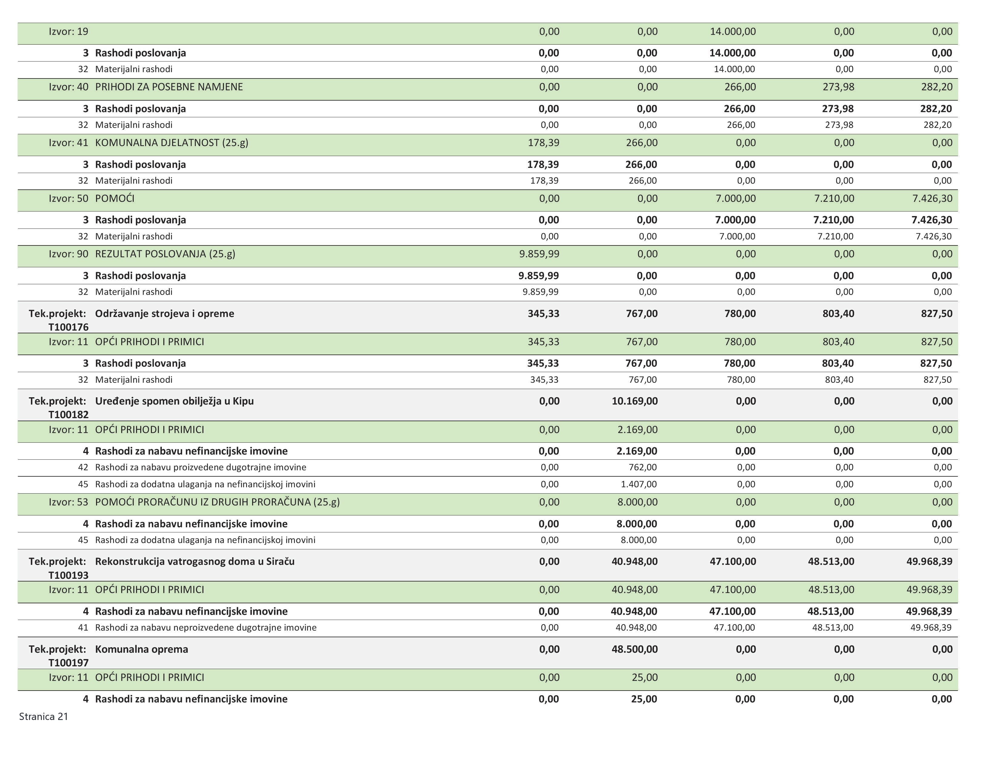 Izvor: 19 0,00 0,00 14.000,00 0,00 0,00
3 Rashodi poslovanja 0,00 0,00 14.000,00 0,00 0,00
32 Materijalni rashodi 0,00 0,00 14.000,00 0,00 0,00
Izvor: 40 PRIHODI ZA POSEBNE NAMJENE 0,00 0,00 266,00 273,98 282,20
3 Rashodi poslovanja 0,00 0,00 266,00 273,98 282,20
32 Materijalni rashodi 0,00 0,00 266,00 273,98 282,20
Izvor: 41 KOMUNALNA DJELATNOST (25.g) 178,39 266,00 0,00 0,00 0,00
3 Rashodi poslovanja 178,39 266,00 0,00 0,00 0,00
32 Materijalni rashodi 178,39 266,00 0,00 0,00 0,00
Izvor: 50 POMOĆI 0,00 0,00 7.000,00 7.210,00 7.426,30
3 Rashodi poslovanja 0,00 0,00 7.000,00 7.210,00 7.426,30
32 Materijalni rashodi 0,00 0,00 7.000,00 7.210,00 7.426,30
Izvor: 90 REZULTAT POSLOVANJA (25.g) 9.859,99 0,00 0,00 0,00 0,00
3 Rashodi poslovanja 9.859,99 0,00 0,00 0,00 0,00
32 Materijalni rashodi 9.859,99 0,00 0,00 0,00 0,00
Tek.projekt: Održavanje strojeva i opreme 345,33 767,00 780,00 803,40 827,50
T100176
Izvor: 11 OPĆI PRIHODI I PRIMICI 345,33 767,00 780,00 803,40 827,50
3 Rashodi poslovanja 345,33 767,00 780,00 803,40 827,50
32 Materijalni rashodi 345,33 767,00 780,00 803,40 827,50
Tek.projekt: Uređenje spomen obilježja u Kipu 0,00 10.169,00 0,00 0,00 0,00
T100182
Izvor: 11 OPĆI PRIHODI I PRIMICI 0,00 2.169,00 0,00 0,00 0,00
4 Rashodi za nabavu nefinancijske imovine 0,00 2.169,00 0,00 0,00 0,00
42 Rashodi za nabavu proizvedene dugotrajne imovine 0,00 762,00 0,00 0,00 0,00
45 Rashodi za dodatna ulaganja na nefinancijskoj imovini 0,00 1.407,00 0,00 0,00 0,00
Izvor: 53 POMOĆI PRORAČUNU IZ DRUGIH PRORAČUNA (25.g) 0,00 8.000,00 0,00 0,00 0,00
4 Rashodi za nabavu nefinancijske imovine 0,00 8.000,00 0,00 0,00 0,00
45 Rashodi za dodatna ulaganja na nefinancijskoj imovini 0,00 8.000,00 0,00 0,00 0,00
Tek.projekt: Rekonstrukcija vatrogasnog doma u Siraču 0,00 40.948,00 47.100,00 48.513,00 49.968,39
T100193
Izvor: 11 OPĆI PRIHODI I PRIMICI 0,00 40.948,00 47.100,00 48.513,00 49.968,39
4 Rashodi za nabavu nefinancijske imovine 0,00 40.948,00 47.100,00 48.513,00 49.968,39
41 Rashodi za nabavu neproizvedene dugotrajne imovine 0,00 40.948,00 47.100,00 48.513,00 49.968,39
Tek.projekt: Komunalna oprema 0,00 48.500,00 0,00 0,00 0,00
T100197
Izvor: 11 OPĆI PRIHODI I PRIMICI 0,00 25,00 0,00 0,00 0,00
4 Rashodi za nabavu nefinancijske imovine 0,00 25,00 0,00 0,00 0,00
Stranica 21